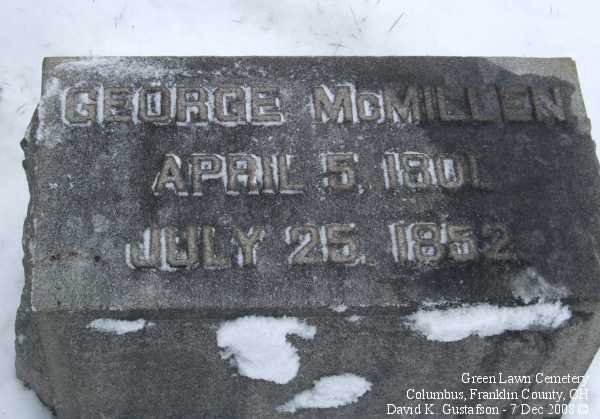 GEORGE McMILLEN
APRIL 5. 1801.
JULY 25. 1852.
Green Lawn Cemetery
Columbus, Franklin County, OH
David K. Gustafson - 7 Dec 2008 ©